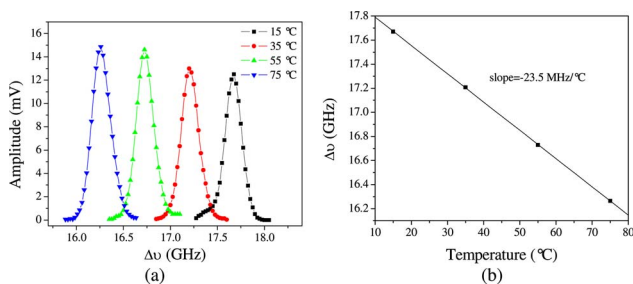 16
14
12
10
8
6
4
2
0
Amplitude (mV)
15 ℃
35 ℃
55 ℃
75 ℃
16.0 16.5 17.0 17.5 18.0
Δυ (GHz)
(a)
17.8
17.6
17.4
17.2
17.0
16.8
16.6
16.4
16.2
Δυ (GHz)
slope=-23.5 MHz/℃
10 20 30 40 50 60 70 80
Temperature (℃)
(b)